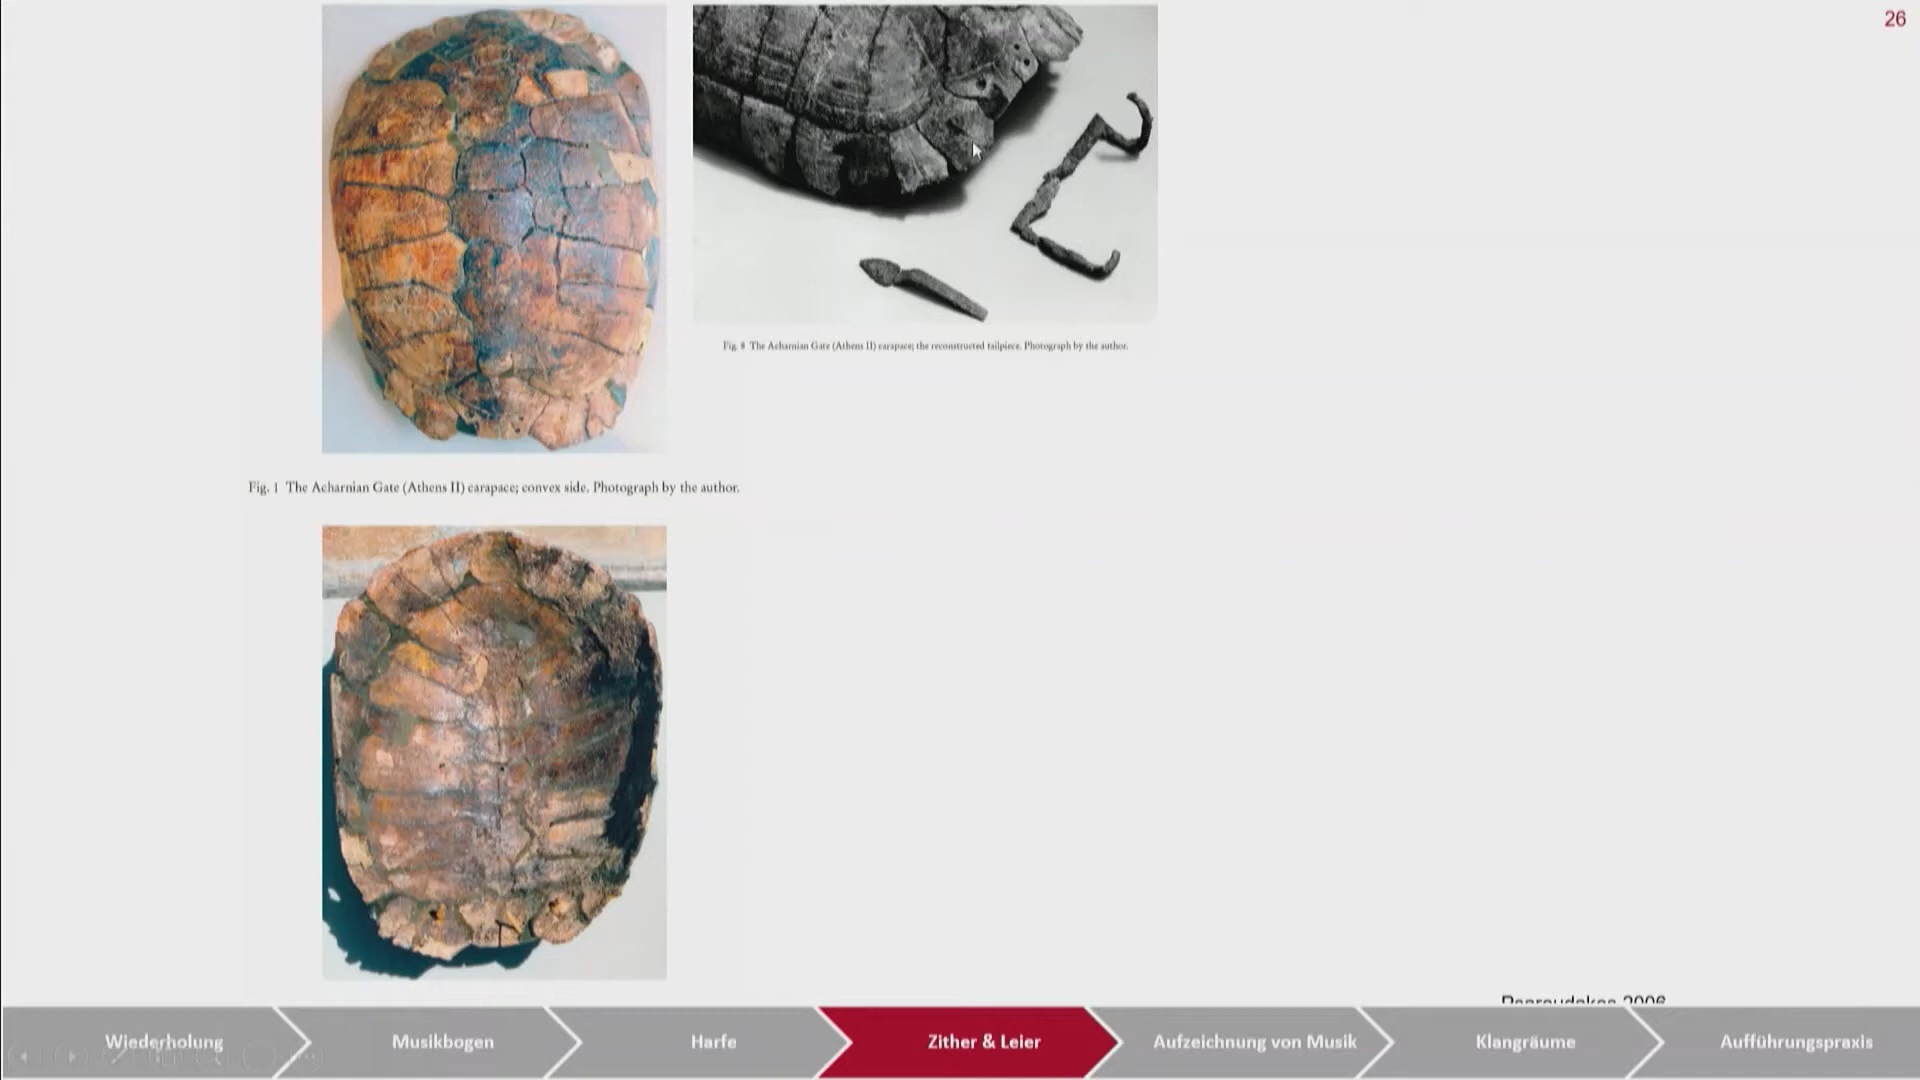 26
Fig. 8 The Acharnian Gate (Athens II) carapace; the reconstructed tailpiece. Photograph by the author.
Fig. 1 The Acharnian Gate (Athens II) carapace; convex side. Photograph by the author.
2006
Wiederholung
Musikbogen
Harfe
Zither & Leier
Aufzeichnung von Musik
Klangräume
Aufführungspraxis